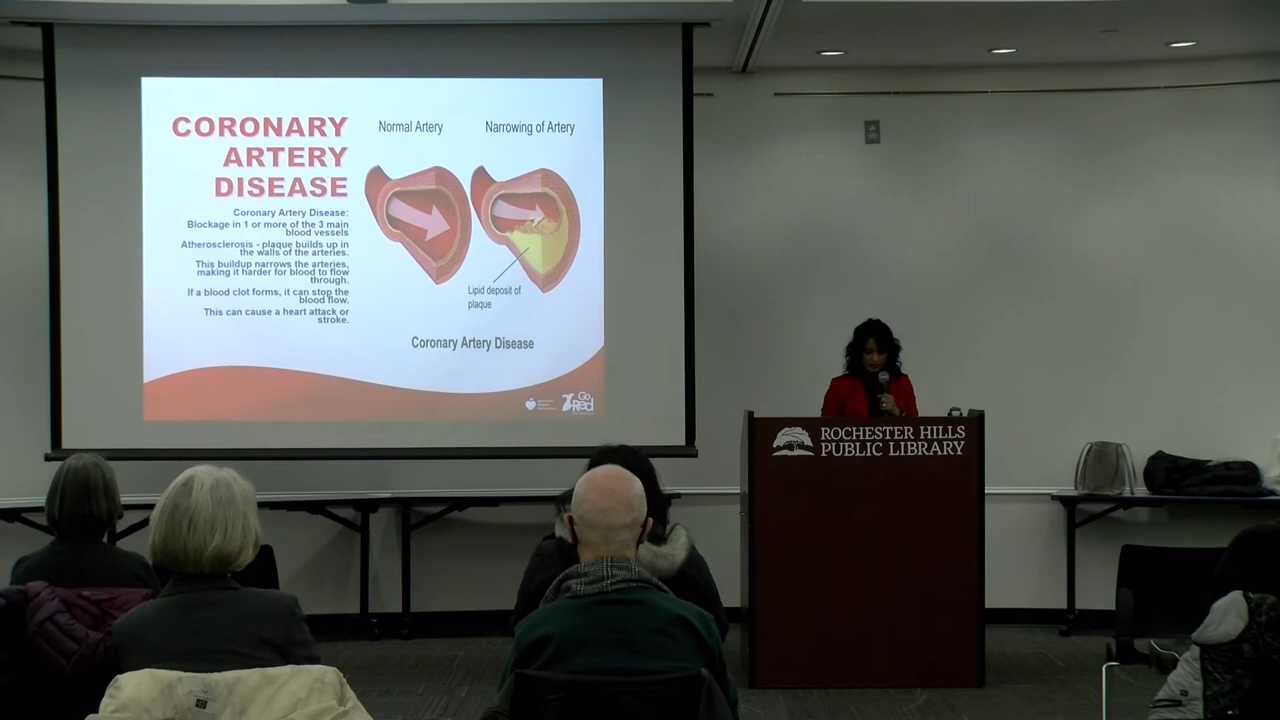 CORONARY
ARTERY
DISEASE
Coronary Artery Disease:
Blockage in 1 or more of the 3 main
blood vessels
Atherosclerosis - plaque builds up in
the walls of the arteries.
This buildup narrows the arteries,
making it harder for blood to flow
through.
If a blood clot forms, it can stop the
blood flow.
This can cause a heart attack or
stroke.
Normal Artery
Narrowing of Artery
Lipid deposit of
plaque
Coronary Artery Disease
Go
Red
ROCHESTER HILLS
PUBLIC LIBRARY